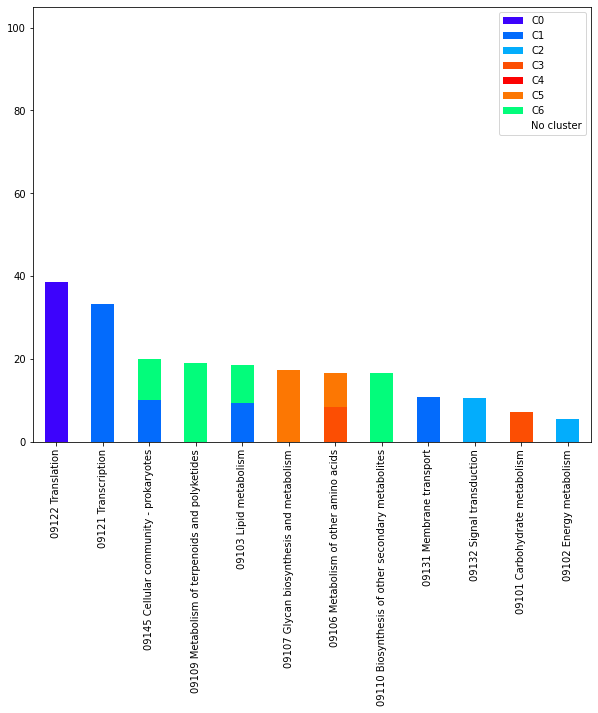 100
80
60
40
20
0
C0
C1
C2
C3
C4
C5
C6
No cluster
09122 Translation
09121 Transcription
09145 Cellular community - prokaryotes
09109 Metabolism of terpenoids and polyketides
09103 Lipid metabolism
09107 Glycan biosynthesis and metabolism
09106 Metabolism of other amino acids
09110 Biosynthesis of other secondary metabolites
09131 Membrane transport
09132 Signal transduction
09101 Carbohydrate metabolism
09102 Energy metabolism